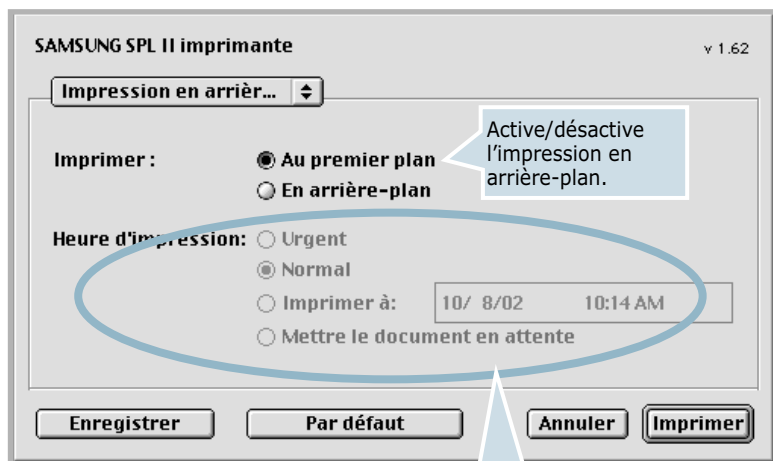 SAMSUNG SPL II imprimante v 1.62
Impression en arrièr...
Active/désactive
l'impression en
arrière-plan.
Imprimer : Au premier plan
En arrière-plan
Heure d'impression: Urgent
Normal
Imprimer à: 10/ 8/02 10:14 AM
Mettre le document en attente
Enregistrer Par défaut Annuler Imprimer